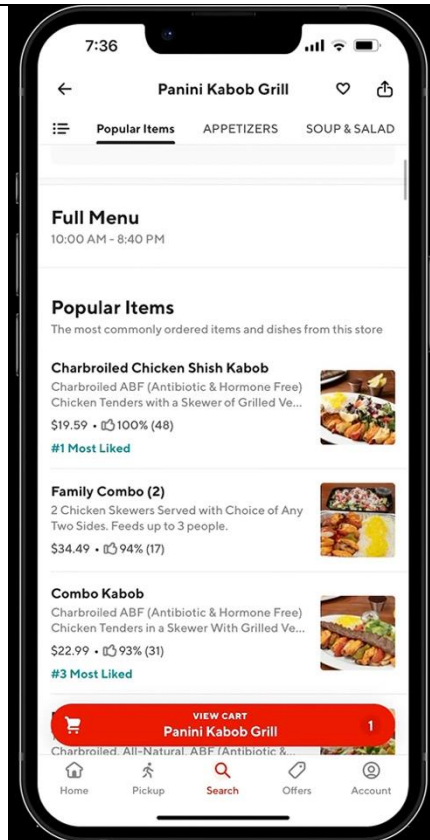 7:36
Panini Kabob Grill
Popular Items APPETIZERS SOUP & SALAD
Full Menu
10:00 AM - 8:40 PM
Popular Items
The most commonly ordered items and dishes from this store
Charbroiled Chicken Shish Kabob
Charbroiled ABF (Antibiotic & Hormone Free)
Chicken Tenders with a Skewer of Grilled Ve...
$19.59 • 100% (48)
#1 Most Liked
Family Combo (2)
2 Chicken Skewers Served with Choice of Any
Two Sides. Feeds up to 3 people.
$34.49 • 94% (17)
Combo Kabob
Charbroiled ABF (Antibiotic & Hormone Free)
Chicken Tenders in a Skewer With Grilled Ve...
$22.99 • 93% (31)
#3 Most Liked
VIEW CART
Panini Kabob Grill 1
Charbroiled, All-Natural, ABF (Antibiotic &...
Home Pickup Search Offers Account